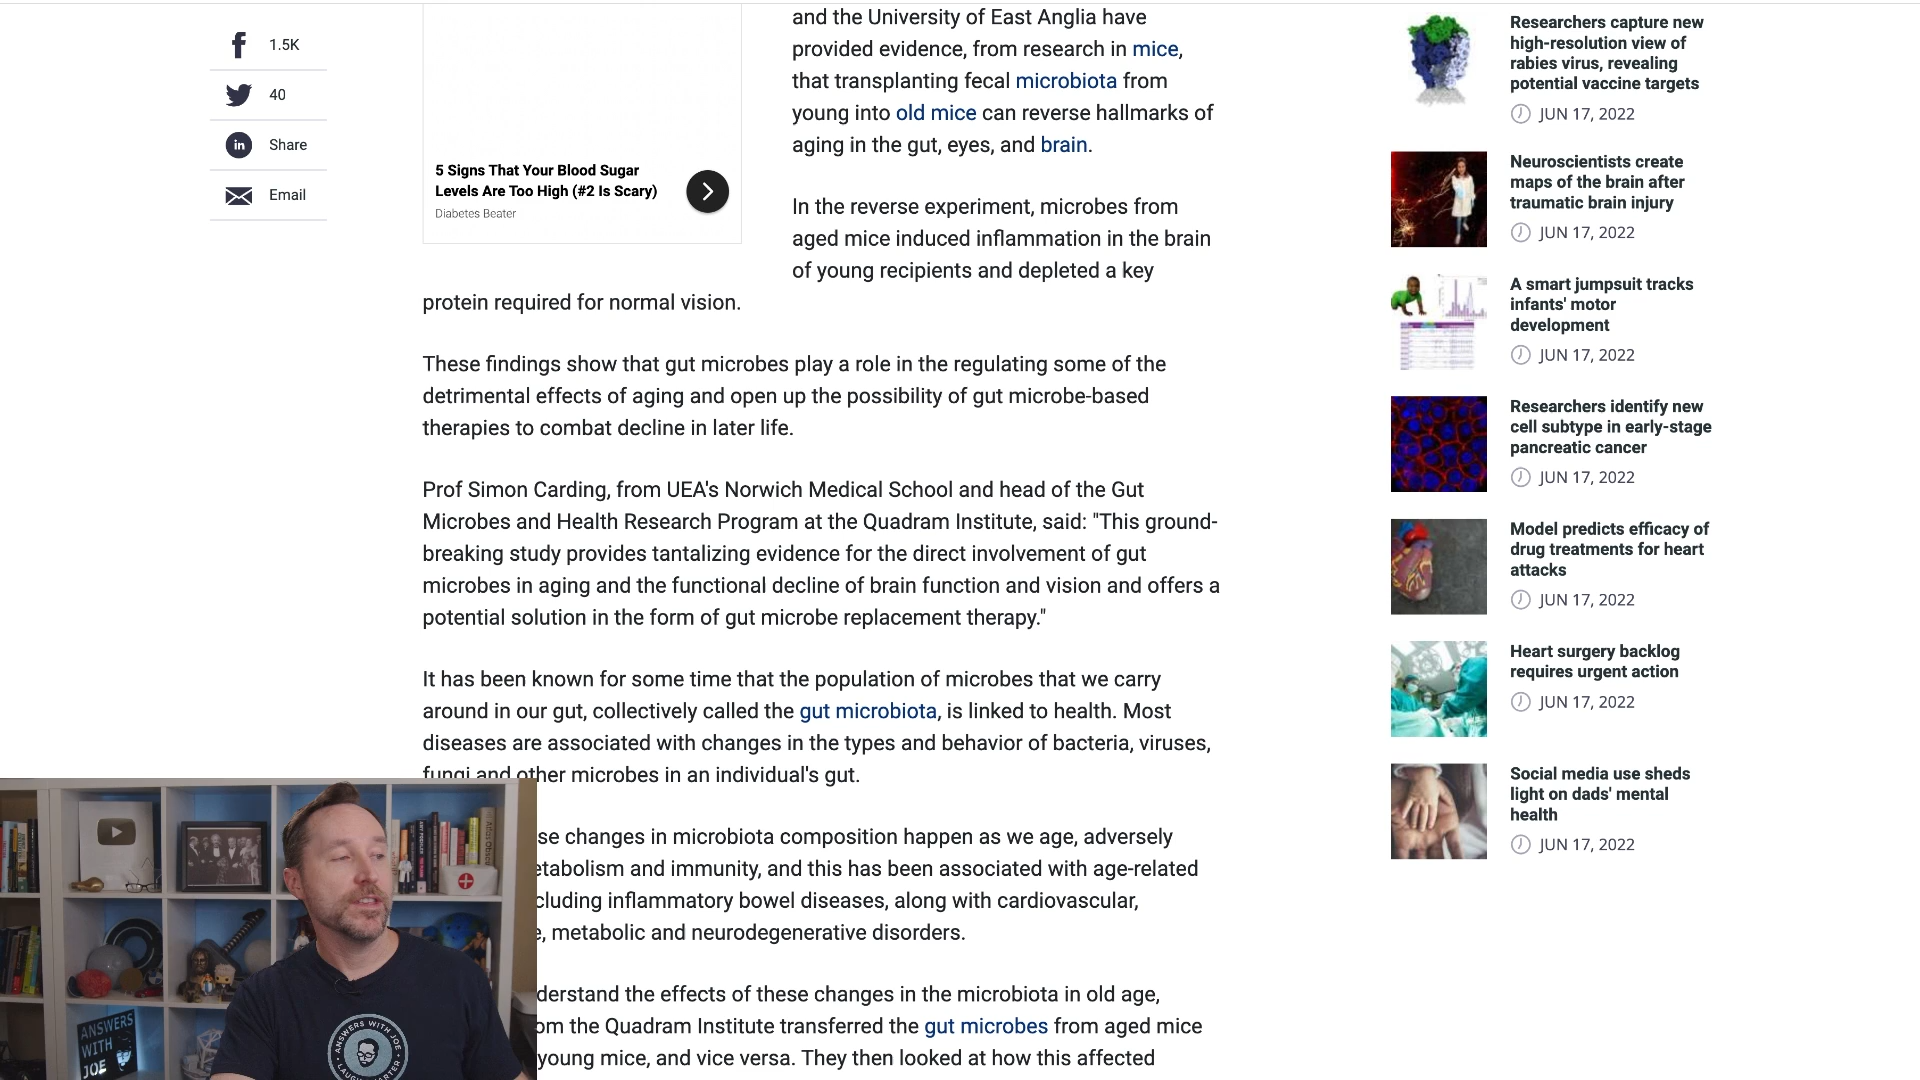 1.5K
40
in
Share
Email
5 Signs That Your Blood Sugar
Levels Are Too High (#2 Is Scary)
Diabetes Beater
and the University of East Anglia have
provided evidence, from research in mice,
that transplanting fecal microbiota from
young into old mice can reverse hallmarks of
aging in the gut, eyes, and brain.
In the reverse experiment, microbes from
aged mice induced inflammation in the brain
of young recipients and depleted a key
protein required for normal vision.
These findings show that gut microbes play a role in the regulating some of the
detrimental effects of aging and open up the possibility of gut microbe-based
therapies to combat decline in later life.
Prof Simon Carding, from UEA's Norwich Medical School and head of the Gut
Microbes and Health Research Program at the Quadram Institute, said: "This ground-
breaking study provides tantalizing evidence for the direct involvement of gut
microbes in aging and the functional decline of brain function and vision and offers a
potential solution in the form of gut microbe replacement therapy."
It has been known for some time that the population of microbes that we carry
around in our gut, collectively called the gut microbiota, is linked to health. Most
diseases are associated with changes in the types and behavior of bacteria, viruses,
fungi and other microbes in an individual's gut.
se changes in microbiota composition happen as we age, adversely
etabolism and immunity, and this has been associated with age-related
cluding inflammatory bowel diseases, along with cardiovascular,
e, metabolic and neurodegenerative disorders.
derstand the effects of these changes in the microbiota in old age,
om the Quadram Institute transferred the gut microbes from aged mice
young mice, and vice versa. They then looked at how this affected
Researchers capture new
high-resolution view of
rabies virus, revealing
potential vaccine targets
JUN 17, 2022
Neuroscientists create
maps of the brain after
traumatic brain injury
JUN 17, 2022
A smart jumpsuit tracks
infants' motor
development
JUN 17, 2022
Researchers identify new
cell subtype in early-stage
pancreatic cancer
JUN 17, 2022
Model predicts efficacy of
drug treatments for heart
attacks
JUN 17, 2022
Heart surgery backlog
requires urgent action
JUN 17, 2022
Social media use sheds
light on dads' mental
health
JUN 17, 2022
ANSWERS
WITH
JOE
ANSWERS WITH JOE